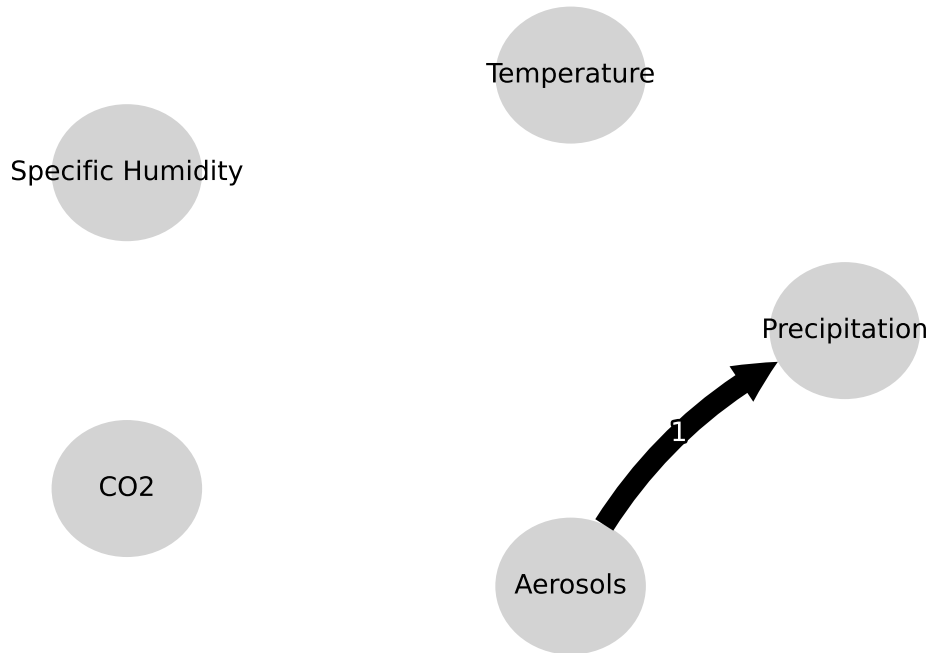 Temperature
Specific Humidity
Precipitation
1
CO2
Aerosols